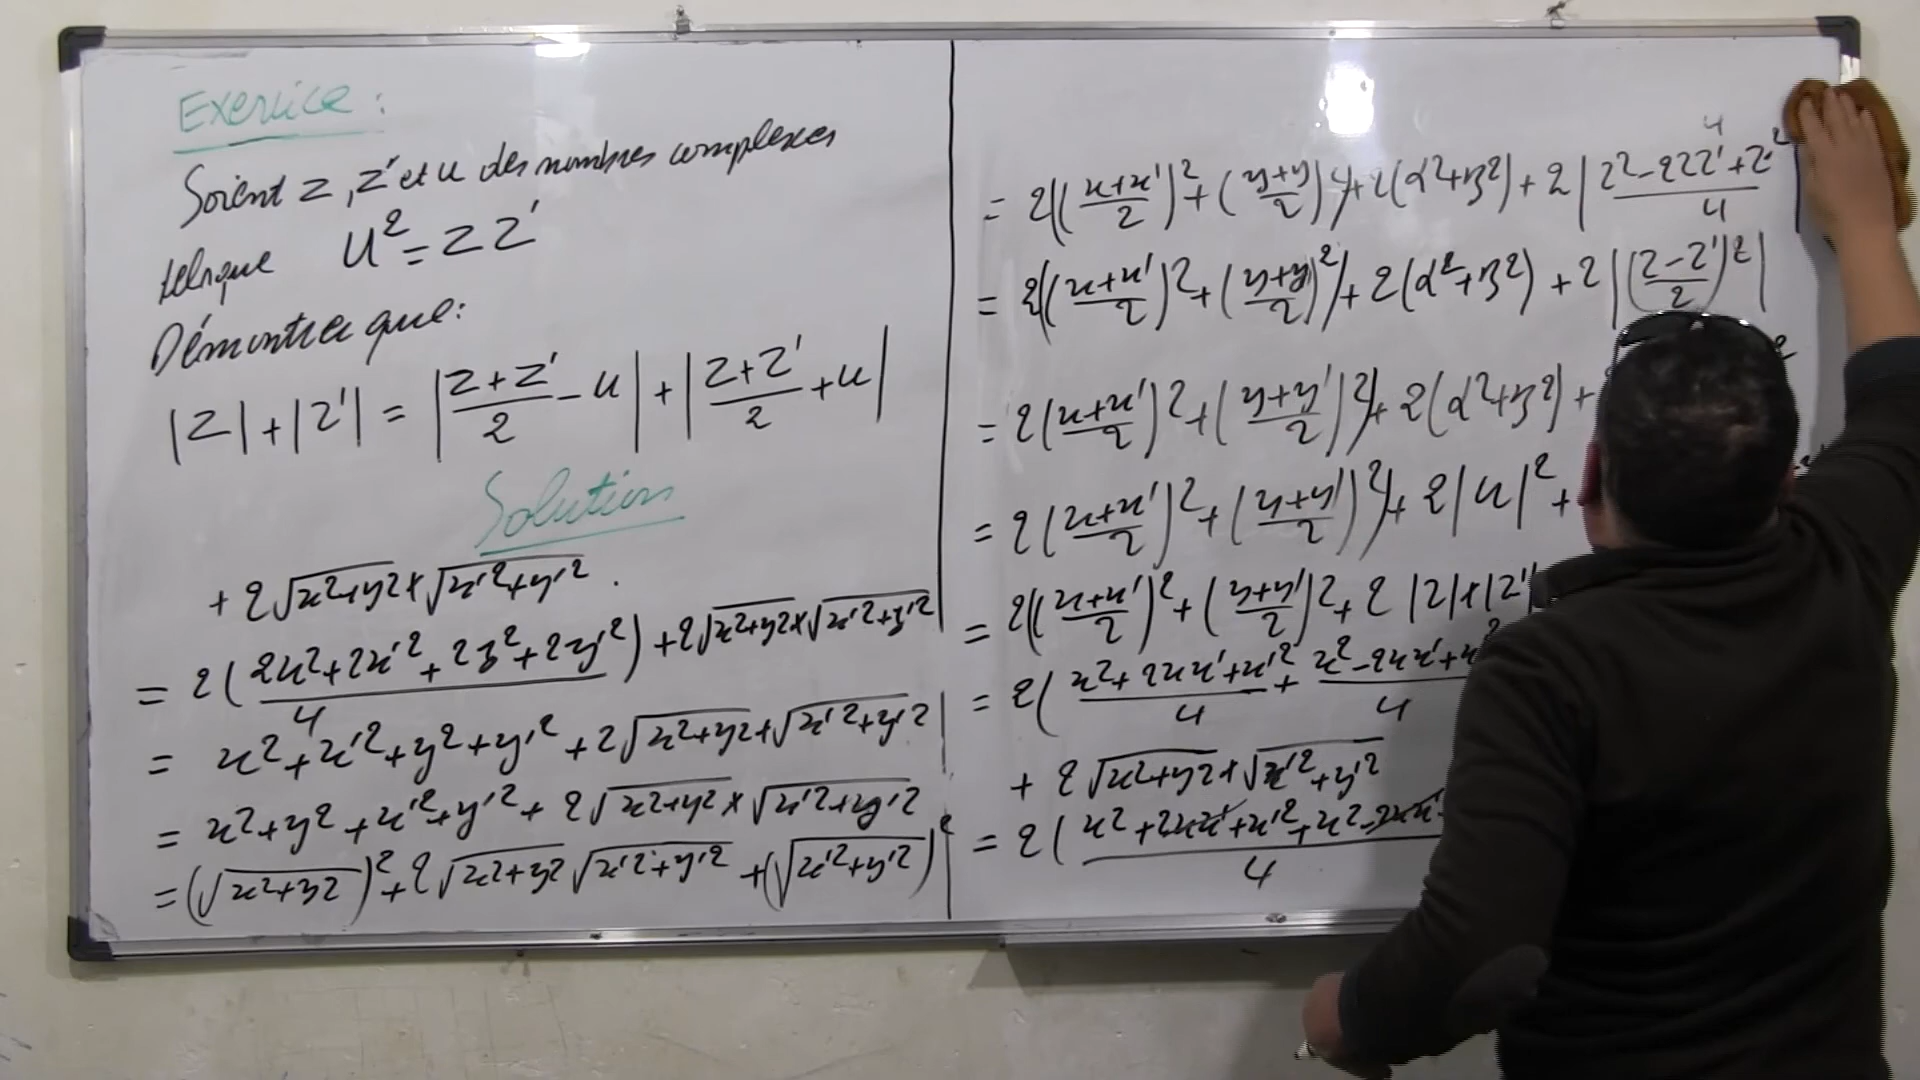 Exercice :
Soient z, z' et u des nombres complexes
telsque u² = zz'
Démontrer que:
|z| + |z'| = |(z+z')/2 - u| + |(z+z')/2 + u|
Solution
+ 2√(x²+y²) × √(x'²+y'²) .
= 2( (2x²+2x'²+2y²+2y'²)/4 ) + 2√(x²+y²) × √(x'²+y'²)
= x²+x'²+y²+y'² + 2√(x²+y²) + √(x'²+y'²)
= x²+y²+x'²+y'² + 2√(x²+y²) × √(x'²+y'²)
= (√(x²+y²))² + 2√(x²+y²) √(x'²+y'²) + (√(x'²+y'²))²
= 2(((x+x')/2)² + ((y+y)/2)²) + 2(α²+β²) + 2|(z²-2zz'+z'²)/4|
= 2(((x+x')/2)² + ((y+y)/2)²) + 2(α²+β²) + 2|((z-z')/2)²|
= 2((x+x')/2)² + ((y+y')/2)²) + 2(α²+β²) +
= 2((x+x')/2)² + ((y+y')/2)²) + 2|u|² +
= 2(((x+x')/2)² + ((y+y')/2)² + 2|z|×|z'|
= 2( (x²+2xx'+x'²)/4 + (x²-2xx'+x'²)/4
+ 2√(x²+y²) × √(x'²+y'²)
= 2( (x²+2xx'+x'²+x²-2xx'
4